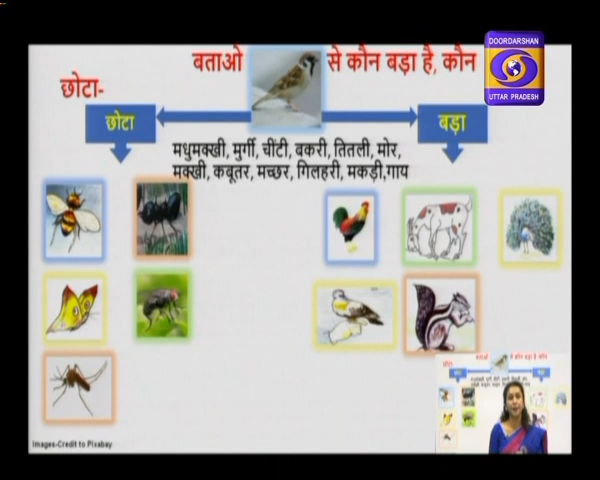 DOORDARSHAN
UTTAR PRADESH
बताओ से कौन बड़ा है, कौन
छोटा-
छोटा
बड़ा
मधुमक्खी, मुर्गी, चींटी, बकरी, तितली, मोर,
मक्खी, कबूतर, मच्छर, गिलहरी, मकड़ी,गाय
Images-Credit to Pixabay